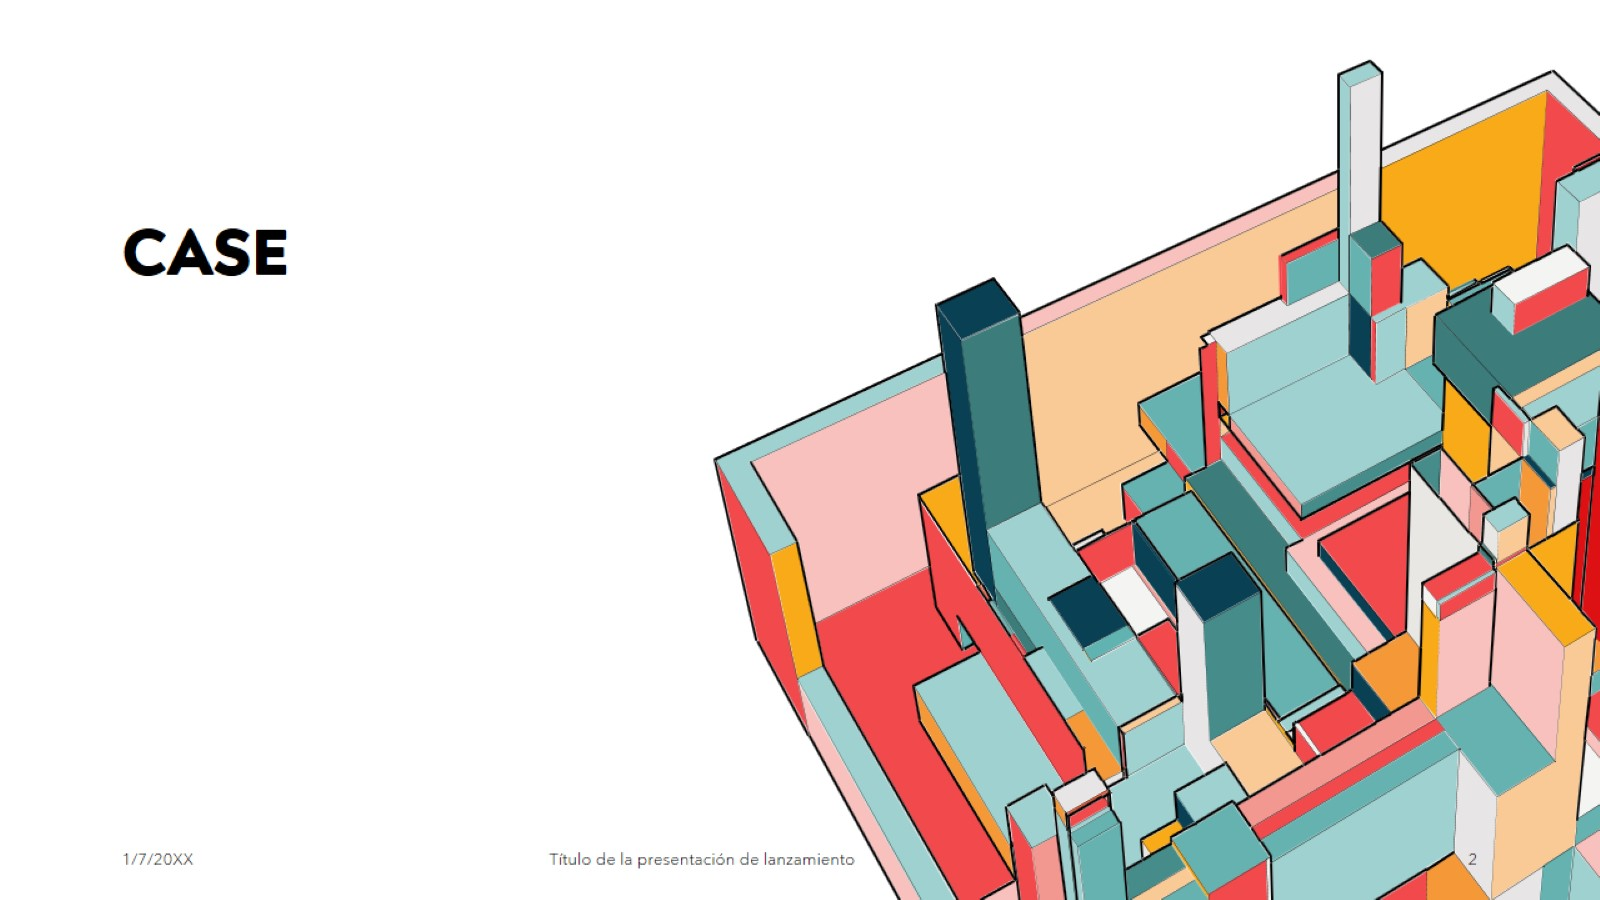 CASE
1/7/20XX
Título de la presentación de lanzamiento
2